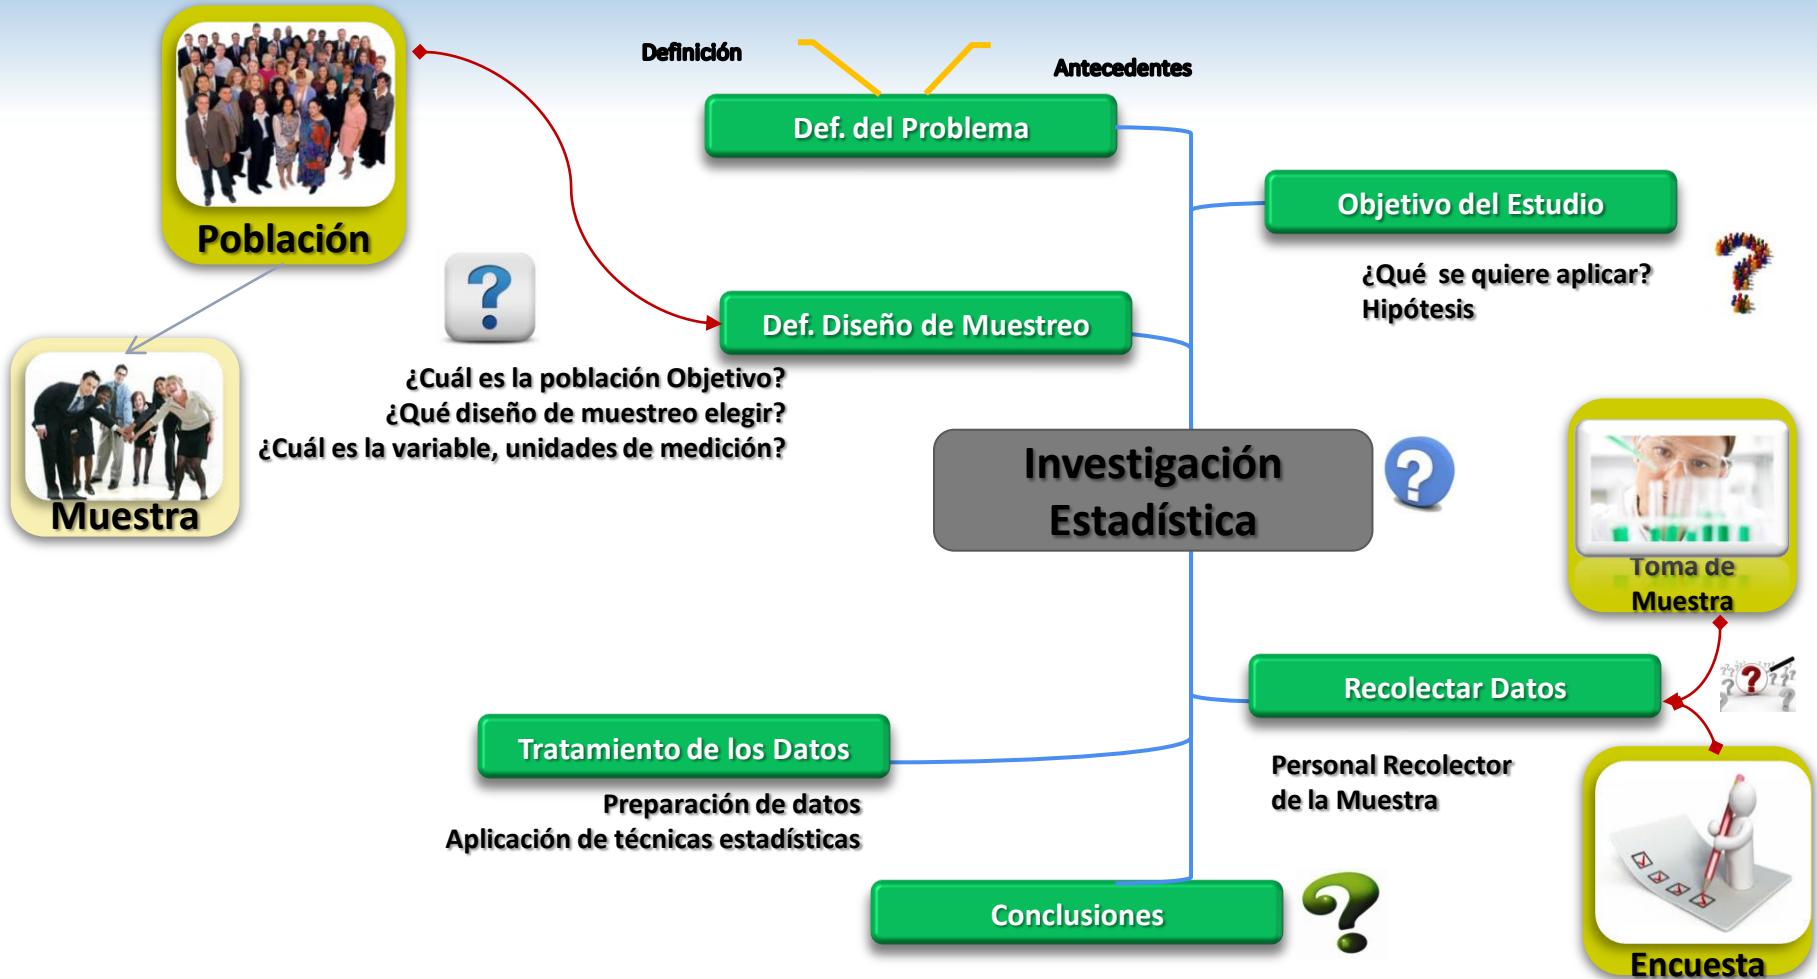 Definición
Antecedentes
Def. del Problema
Población
Objetivo del Estudio
¿Qué se quiere aplicar?
Hipótesis
Def. Diseño de Muestreo
¿Cuál es la población Objetivo?
¿Qué diseño de muestreo elegir?
¿Cuál es la variable, unidades de medición?
Muestra
Investigación
Estadística
Toma de
Muestra
Recolectar Datos
Personal Recolector
de la Muestra
Tratamiento de los Datos
Preparación de datos
Aplicación de técnicas estadísticas
Conclusiones
Encuesta